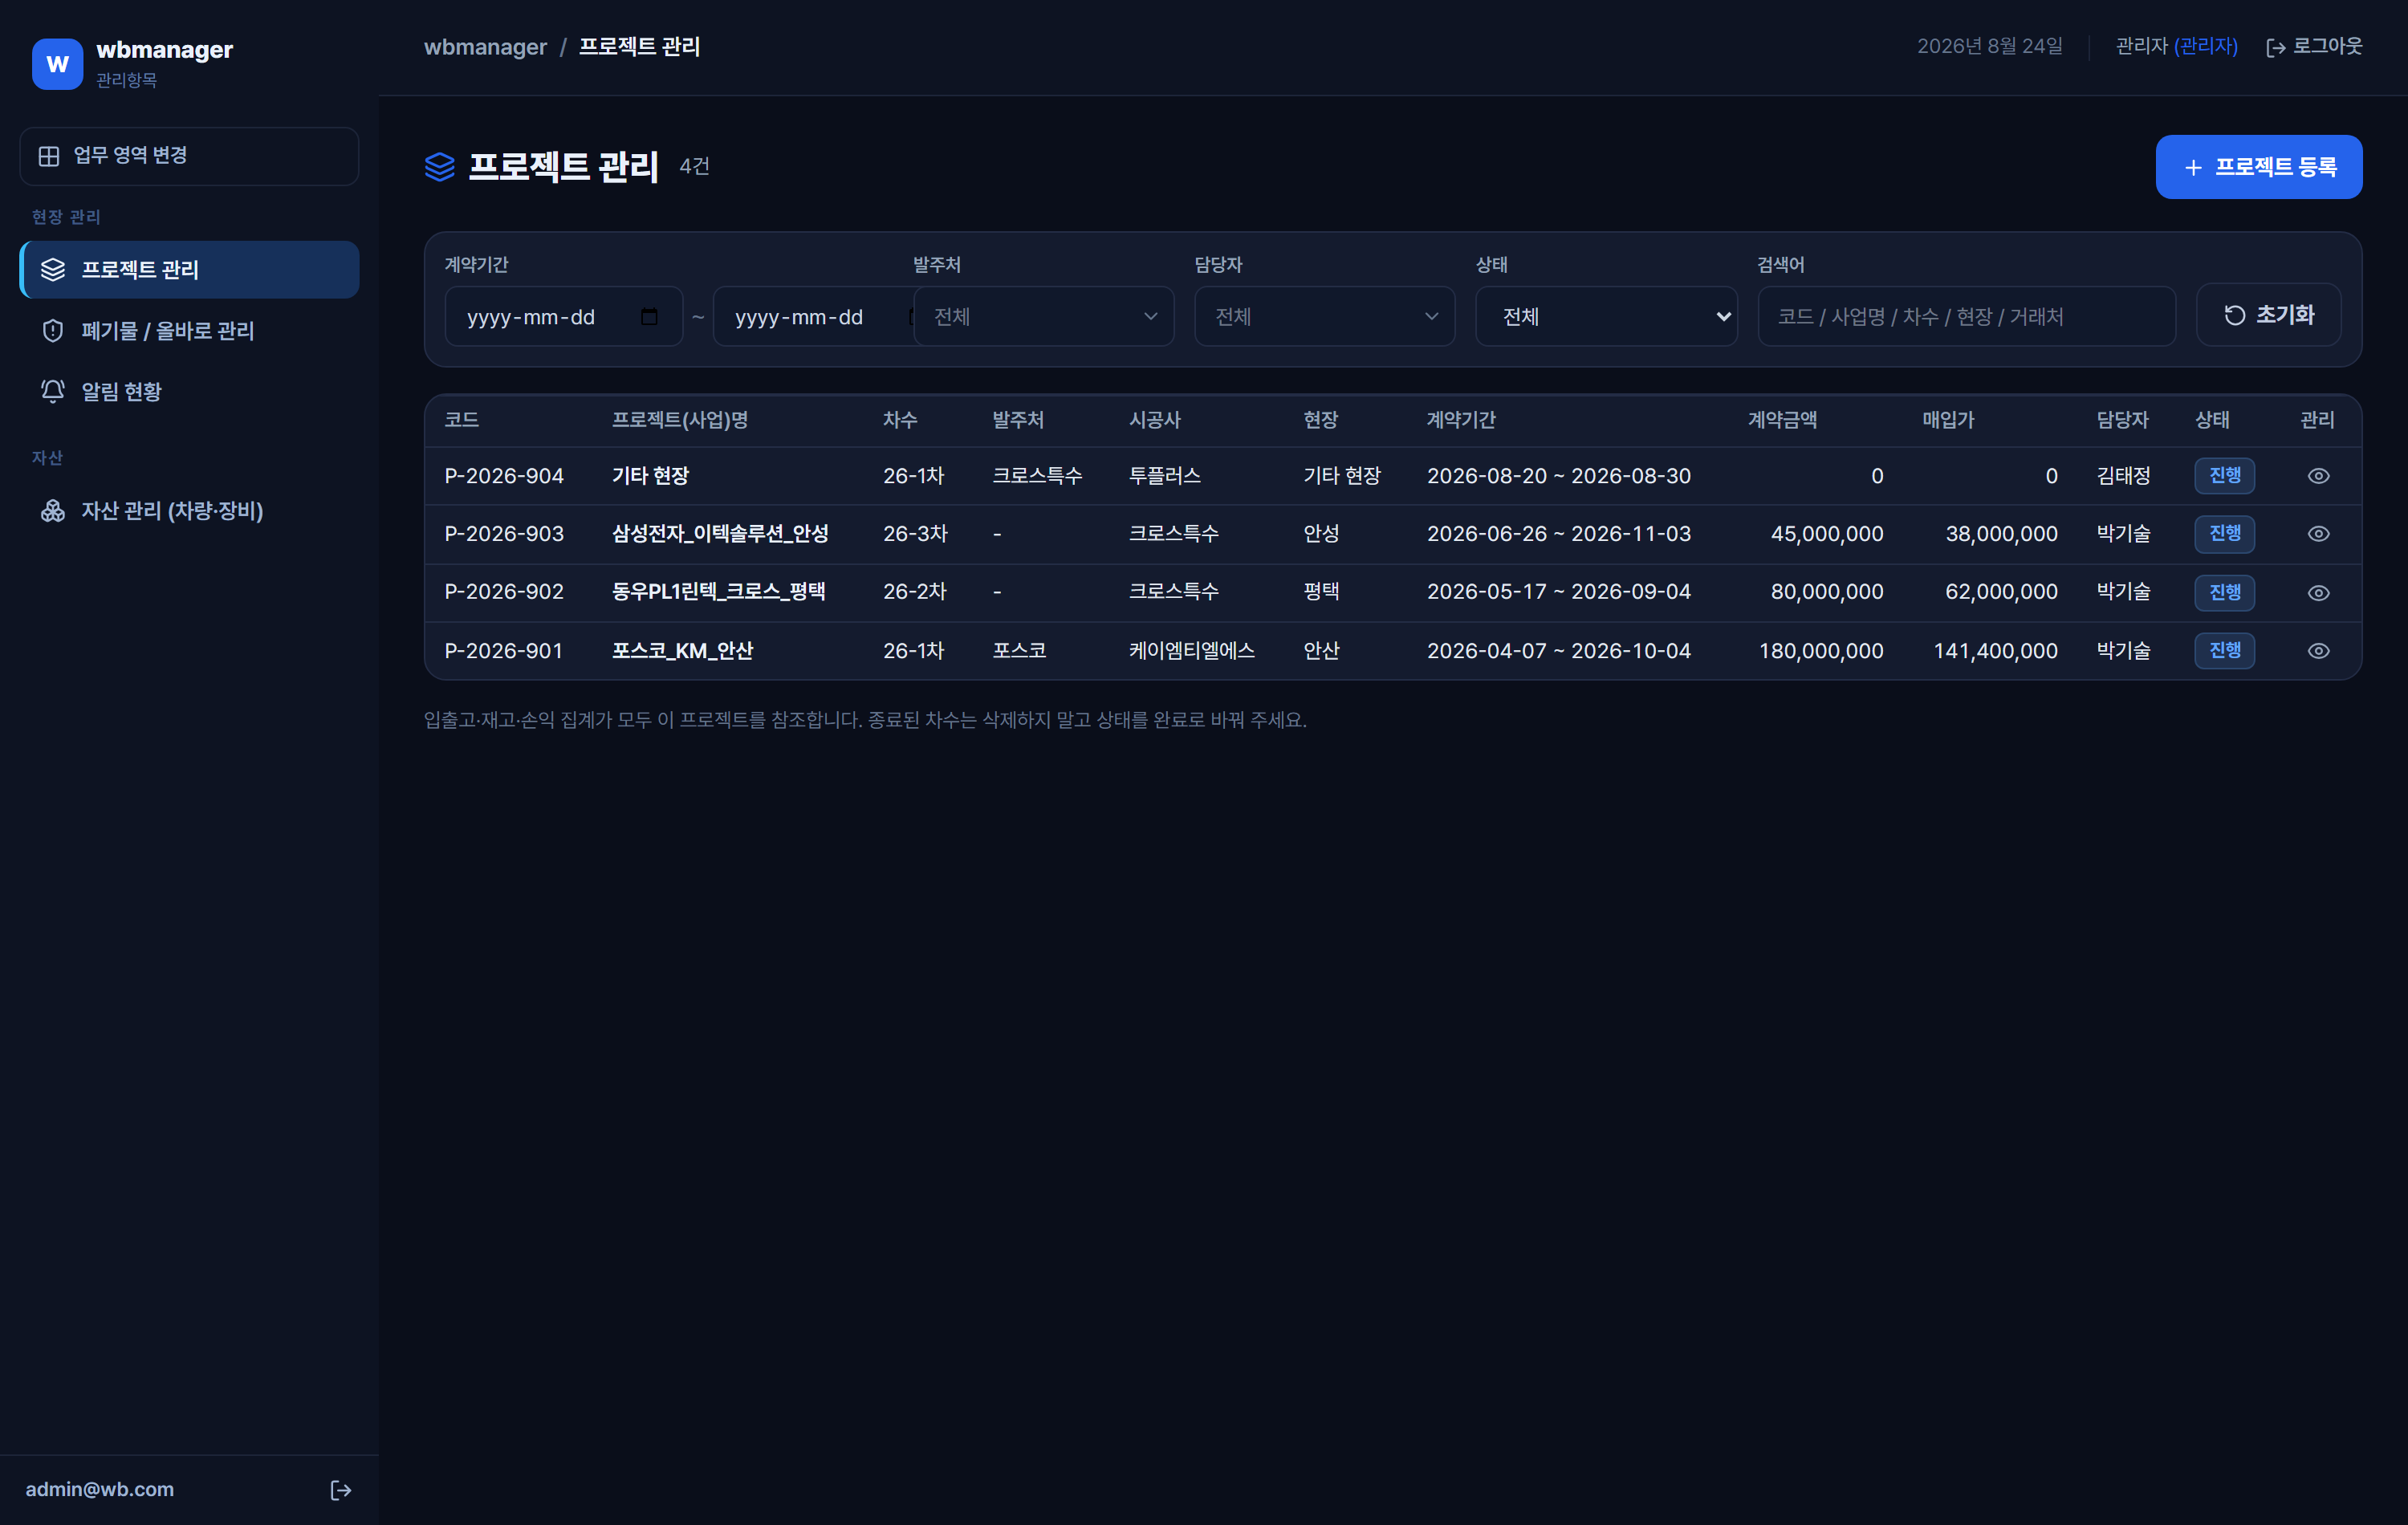 W
wbmanager
관리항목
업무 영역 변경
현장 관리
프로젝트 관리
폐기물 / 올바로 관리
알림 현황
자산
자산 관리 (차량·장비)
admin@wb.com
wbmanager / 프로젝트 관리
2026년 8월 24일 관리자 (관리자) 로그아웃
프로젝트 관리 4건
+ 프로젝트 등록
계약기간 발주처 담당자 상태 검색어
yyyy-mm-dd ~ yyyy-mm-dd 전체 전체 전체 코드 / 사업명 / 차수 / 현장 / 거래처 초기화
코드 프로젝트(사업)명 차수 발주처 시공사 현장 계약기간 계약금액 매입가 담당자 상태 관리
P-2026-904 기타 현장 26-1차 크로스특수 투플러스 기타 현장 2026-08-20 ~ 2026-08-30 0 0 김태정 진행
P-2026-903 삼성전자_이텍솔루션_안성 26-3차 - 크로스특수 안성 2026-06-26 ~ 2026-11-03 45,000,000 38,000,000 박기술 진행
P-2026-902 동우PL1린텍_크로스_평택 26-2차 - 크로스특수 평택 2026-05-17 ~ 2026-09-04 80,000,000 62,000,000 박기술 진행
P-2026-901 포스코_KM_안산 26-1차 포스코 케이엠티엘에스 안산 2026-04-07 ~ 2026-10-04 180,000,000 141,400,000 박기술 진행
입출고·재고·손익 집계가 모두 이 프로젝트를 참조합니다. 종료된 차수는 삭제하지 말고 상태를 완료로 바꿔 주세요.